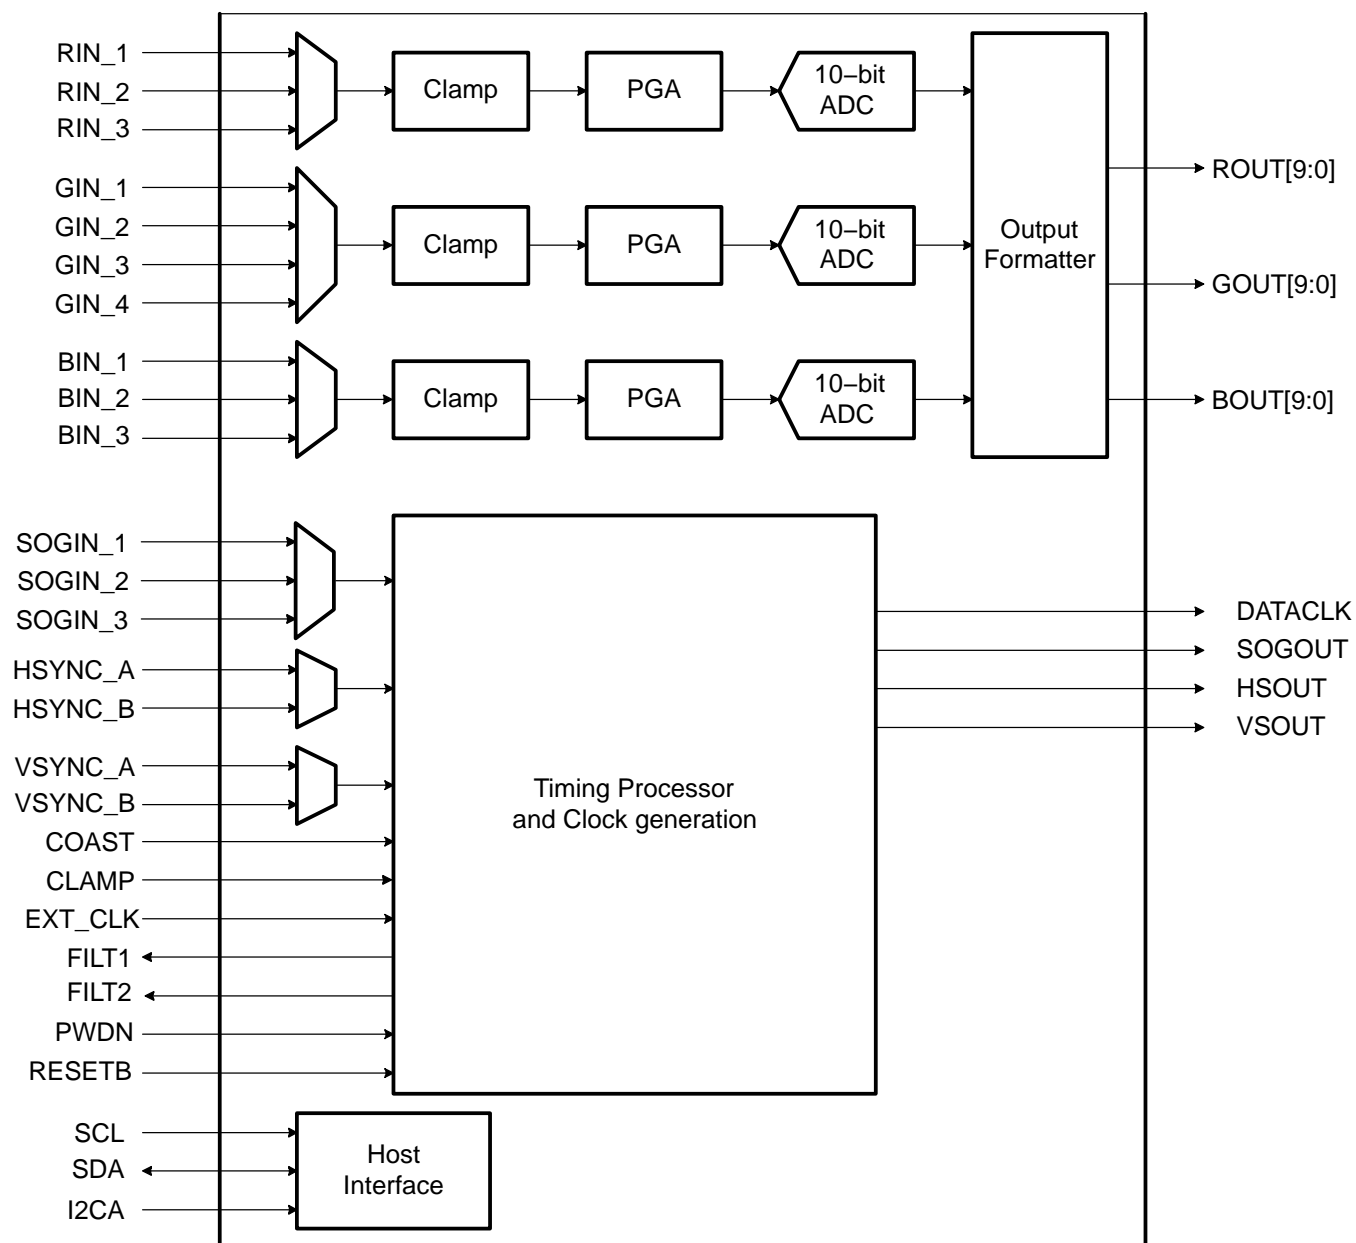 RIN_1
RIN_2
RIN_3
Clamp
PGA
10–bit
ADC
GIN_1
GIN_2
GIN_3
GIN_4
Clamp
PGA
10–bit
ADC
BIN_1
BIN_2
BIN_3
Clamp
PGA
10–bit
ADC
Output
Formatter
ROUT[9:0]
GOUT[9:0]
BOUT[9:0]
SOGIN_1
SOGIN_2
SOGIN_3
HSYNC_A
HSYNC_B
VSYNC_A
VSYNC_B
COAST
CLAMP
EXT_CLK
FILT1
FILT2
PWDN
RESETB
Timing Processor
and Clock generation
DATACLK
SOGOUT
HSOUT
VSOUT
SCL
SDA
I2CA
Host
Interface